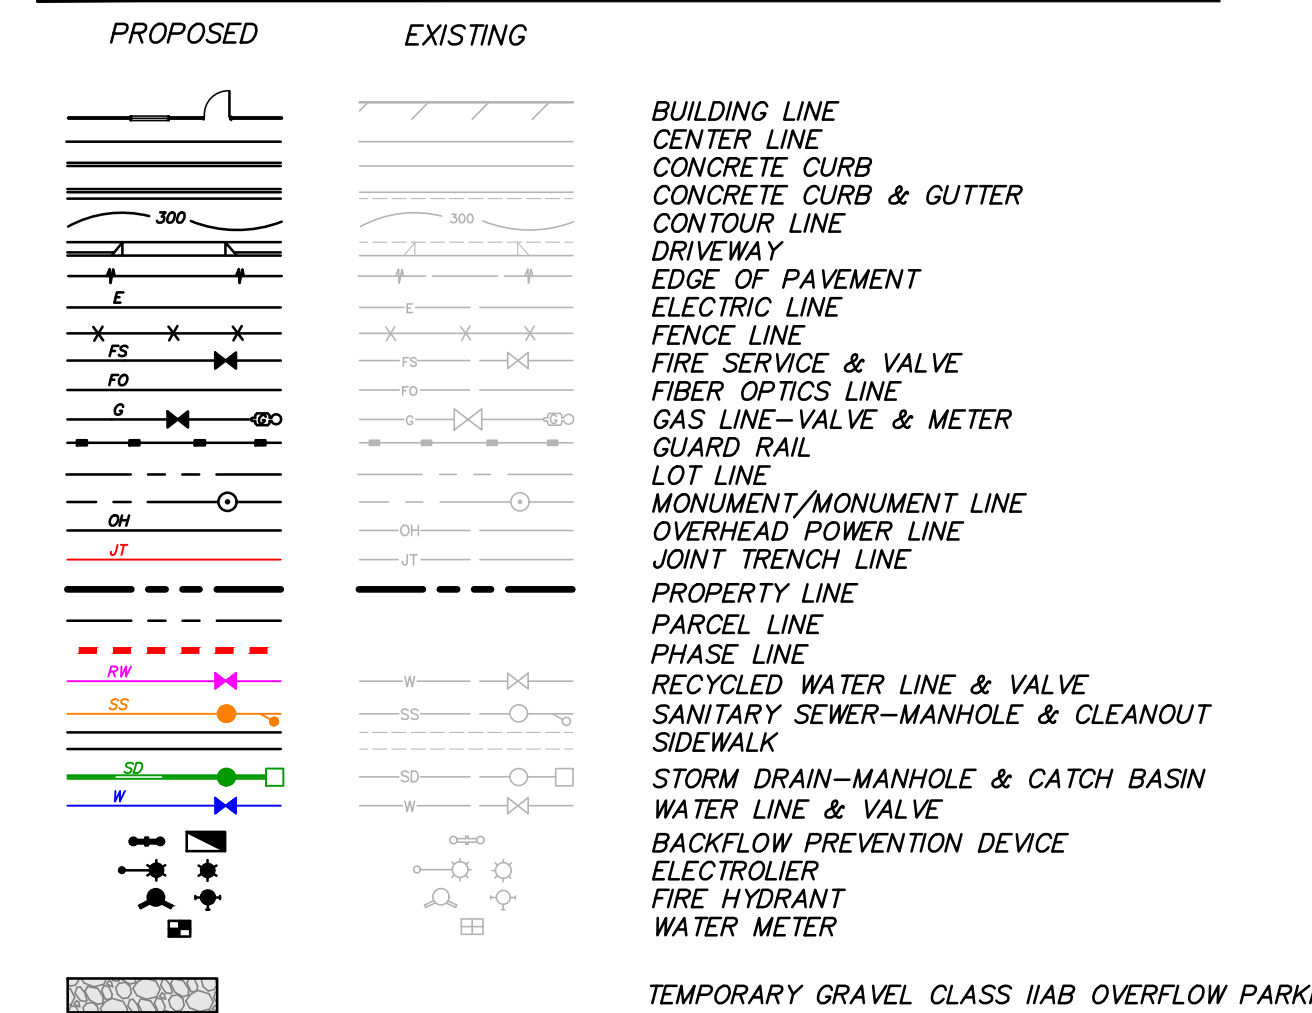 PROPOSED EXISTING
BUILDING LINE
CENTER LINE
CONCRETE CURB
CONCRETE CURB & GUTTER
300 300 CONTOUR LINE
DRIVEWAY
EDGE OF PAVEMENT
E E ELECTRIC LINE
FENCE LINE
FS FS FIRE SERVICE & VALVE
FO FO FIBER OPTICS LINE
G G G G GAS LINE-VALVE & METER
GUARD RAIL
LOT LINE
MONUMENT/MONUMENT LINE
OH OH OVERHEAD POWER LINE
JT JT JOINT TRENCH LINE
PROPERTY LINE
PARCEL LINE
PHASE LINE
RW W RECYCLED WATER LINE & VALVE
SS SS SANITARY SEWER-MANHOLE & CLEANOUT
SIDEWALK
SD SD STORM DRAIN-MANHOLE & CATCH BASIN
W W WATER LINE & VALVE
BACKFLOW PREVENTION DEVICE
ELECTROLIER
FIRE HYDRANT
WATER METER
TEMPORARY GRAVEL CLASS IIAB OVERFLOW